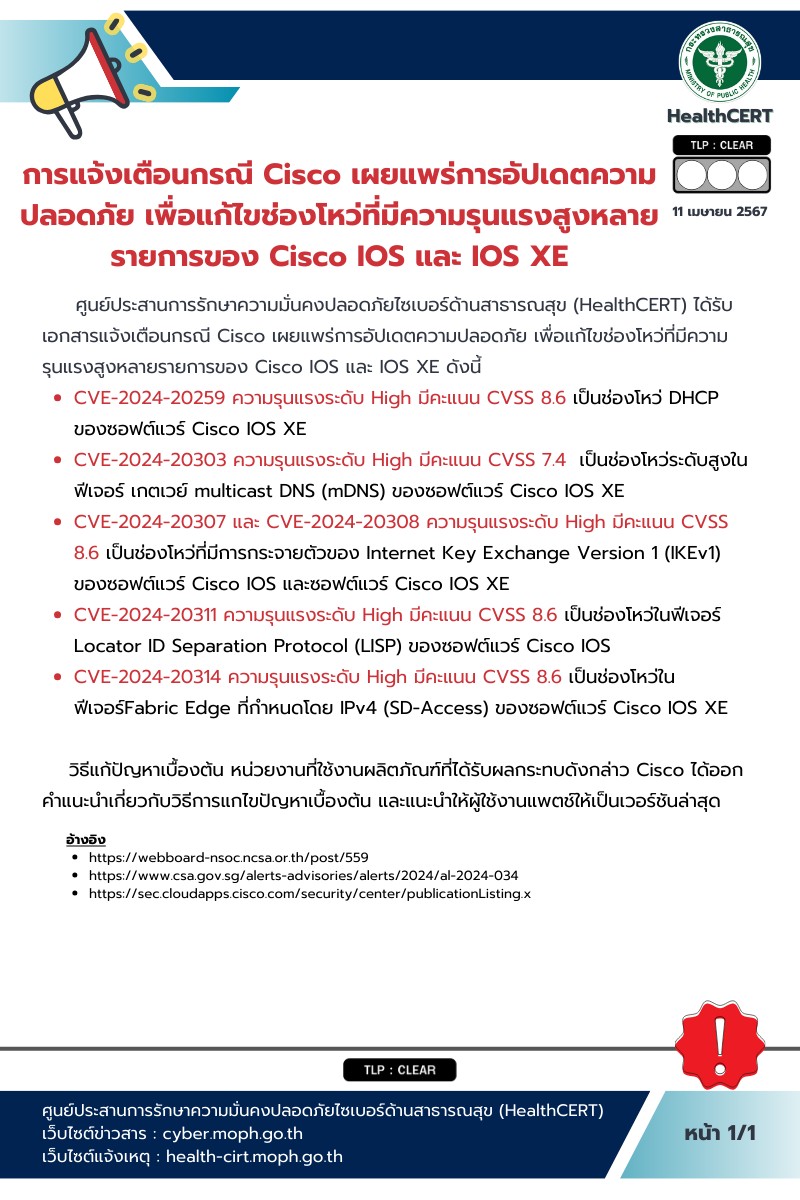 กระทรวงสาธารณสุข
MINISTRY OF PUBLIC HEALTH
HealthCERT
TLP : CLEAR
11 เมษายน 2567
การแจ้งเตือนกรณี Cisco เผยแพร่การอัปเดตความ
ปลอดภัย เพื่อแก้ไขช่องโหว่ที่มีความรุนแรงสูงหลาย
รายการของ Cisco IOS และ IOS XE
ศูนย์ประสานการรักษาความมั่นคงปลอดภัยไซเบอร์ด้านสาธารณสุข (HealthCERT) ได้รับ
เอกสารแจ้งเตือนกรณี Cisco เผยแพร่การอัปเดตความปลอดภัย เพื่อแก้ไขช่องโหว่ที่มีความ
รุนแรงสูงหลายรายการของ Cisco IOS และ IOS XE ดังนี้
• CVE-2024-20259 ความรุนแรงระดับ High มีคะแนน CVSS 8.6 เป็นช่องโหว่ DHCP
ของซอฟต์แวร์ Cisco IOS XE
• CVE-2024-20303 ความรุนแรงระดับ High มีคะแนน CVSS 7.4 เป็นช่องโหว่ระดับสูงใน
ฟีเจอร์ เกตเวย์ multicast DNS (mDNS) ของซอฟต์แวร์ Cisco IOS XE
• CVE-2024-20307 และ CVE-2024-20308 ความรุนแรงระดับ High มีคะแนน CVSS
8.6 เป็นช่องโหว่ที่มีการกระจายตัวของ Internet Key Exchange Version 1 (IKEv1)
ของซอฟต์แวร์ Cisco IOS และซอฟต์แวร์ Cisco IOS XE
• CVE-2024-20311 ความรุนแรงระดับ High มีคะแนน CVSS 8.6 เป็นช่องโหว่ในฟีเจอร์
Locator ID Separation Protocol (LISP) ของซอฟต์แวร์ Cisco IOS
• CVE-2024-20314 ความรุนแรงระดับ High มีคะแนน CVSS 8.6 เป็นช่องโหว่ใน
ฟีเจอร์Fabric Edge ที่กำหนดโดย IPv4 (SD-Access) ของซอฟต์แวร์ Cisco IOS XE
วิธีแก้ปัญหาเบื้องต้น หน่วยงานที่ใช้งานผลิตภัณฑ์ที่ได้รับผลกระทบดังกล่าว Cisco ได้ออก
คำแนะนำเกี่ยวกับวิธีการแกไขปัญหาเบื้องต้น และแนะนำให้ผู้ใช้งานแพตช์ให้เป็นเวอร์ชันล่าสุด
อ้างอิง
• https://webboard-nsoc.ncsa.or.th/post/559
• https://www.csa.gov.sg/alerts-advisories/alerts/2024/al-2024-034
• https://sec.cloudapps.cisco.com/security/center/publicationListing.x
TLP : CLEAR
ศูนย์ประสานการรักษาความมั่นคงปลอดภัยไซเบอร์ด้านสาธารณสุข (HealthCERT)
เว็บไซต์ข่าวสาร : cyber.moph.go.th
เว็บไซต์แจ้งเหตุ : health-cirt.moph.go.th
หน้า 1/1